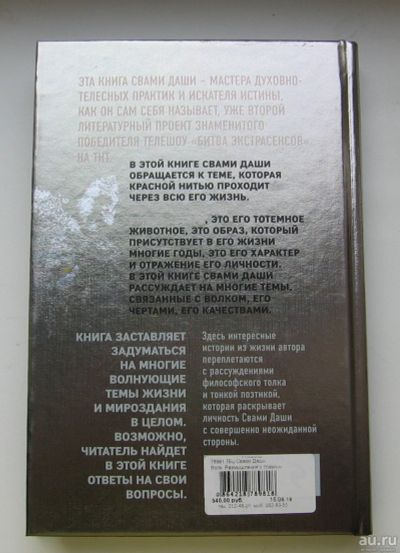 ЭТА КНИГА СВАМИ ДАШИ – МАСТЕРА ДУХОВНО-
ТЕЛЕСНЫХ ПРАКТИК И ИСКАТЕЛЯ ИСТИНЫ,
КАК ОН САМ СЕБЯ НАЗЫВАЕТ, УЖЕ ВТОРОЙ
ЛИТЕРАТУРНЫЙ ПРОЕКТ ЗНАМЕНИТОГО
ПОБЕДИТЕЛЯ ТЕЛЕШОУ «БИТВА ЭКСТРАСЕНСОВ»
НА ТНТ.
В ЭТОЙ КНИГЕ СВАМИ ДАШИ
ОБРАЩАЕТСЯ К ТЕМЕ, КОТОРАЯ
КРАСНОЙ НИТЬЮ ПРОХОДИТ
ЧЕРЕЗ ВСЮ ЕГО ЖИЗНЬ.
, ЭТО ЕГО ТОТЕМНОЕ
ЖИВОТНОЕ, ЭТО ОБРАЗ, КОТОРЫЙ
ПРИСУТСТВУЕТ В ЕГО ЖИЗНИ
МНОГИЕ ГОДЫ, ЭТО ЕГО ХАРАКТЕР
И ОТРАЖЕНИЕ ЕГО ЛИЧНОСТИ.
В ЭТОЙ КНИГЕ СВАМИ ДАШИ
РАССУЖДАЕТ НА МНОГИЕ ТЕМЫ,
СВЯЗАННЫЕ С ВОЛКОМ, ЕГО
ЧЕРТАМИ, ЕГО КАЧЕСТВАМИ.
КНИГА ЗАСТАВЛЯЕТ
ЗАДУМАТЬСЯ
НА МНОГИЕ
ВОЛНУЮЩИЕ
ТЕМЫ ЖИЗНИ
И МИРОЗДАНИЯ
В ЦЕЛОМ.
ВОЗМОЖНО,
ЧИТАТЕЛЬ НАЙДЕТ
В ЭТОЙ КНИГЕ
ОТВЕТЫ НА СВОИ
ВОПРОСЫ.
Здесь интересные
истории из жизни автора
переплетаются
с рассуждениями
философского толка
и тонкой поэтикой,
которая раскрывает
личность Свами Даши
с совершенно неожиданной
стороны.
Свами Даши
540.00 руб.
au.ru